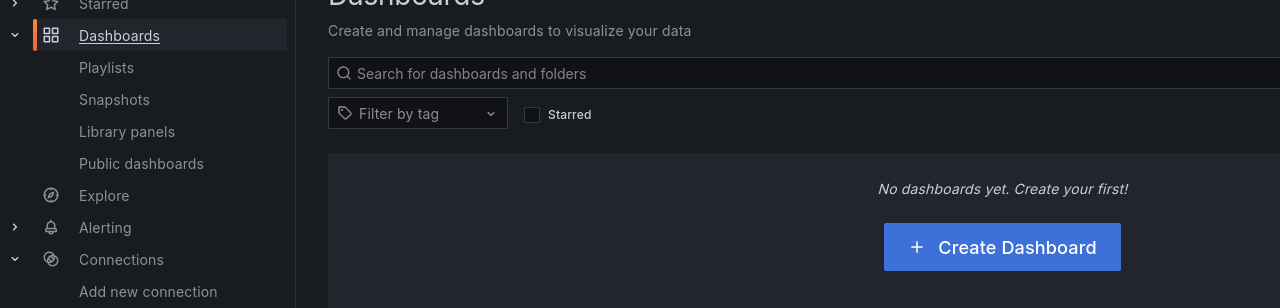 Starred
Dashboards
Playlists
Snapshots
Library panels
Public dashboards
Explore
Alerting
Connections
Add new connection
Dashboards
Create and manage dashboards to visualize your data
Search for dashboards and folders
Filter by tag
Starred
No dashboards yet. Create your first!
Create Dashboard